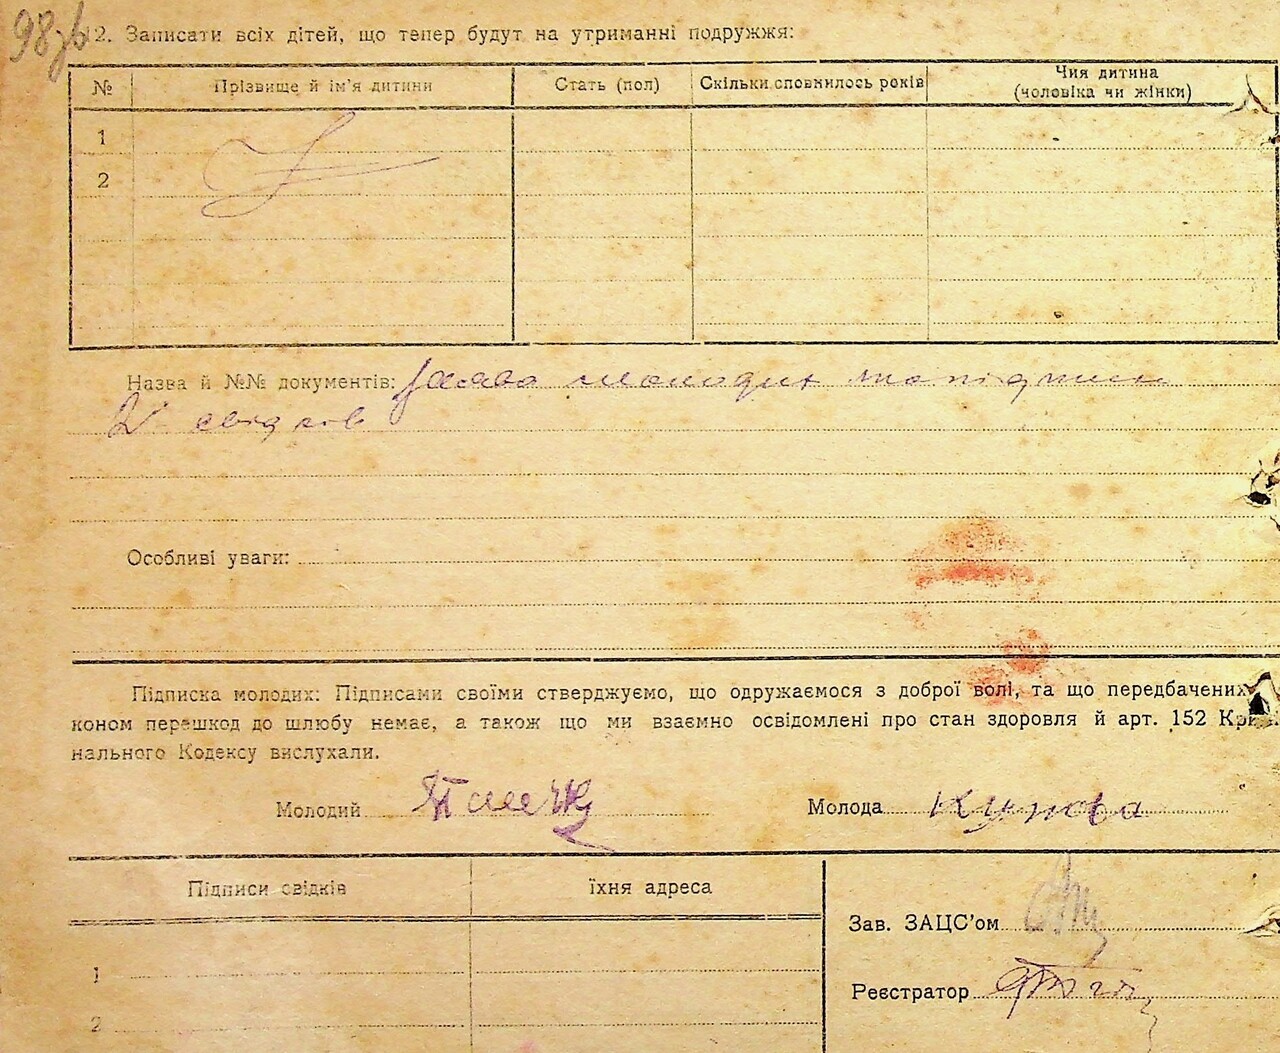 98зв
12. Записати всіх дітей, що тепер будут на утриманні подружжя:
№ Прізвище й ім'я дитини Стать (пол) Скільки сповнилось років Чия дитина
(чоловіка чи жінки)
1
2
Назва й №№ документів: Заява молодих та підписи
2х свідків
Особливі уваги:
Підписка молодих: Підписами своїми стверджуємо, що одружаємося з доброї волі, та що передбачених
коном перешкод до шлюбу немає, а також що ми взаємно освідомлені про стан здоровля й арт. 152 Кри
нального Кодексу вислухали.
Молодий Молода
Підписи свідків їхня адреса
Зав. ЗАЦС'ом
1
Реєстратор
2